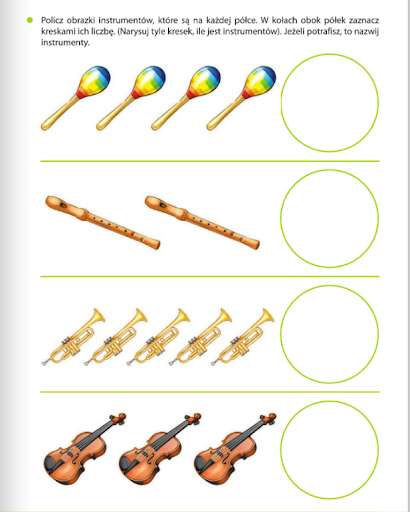 Policz obrazki instrumentów, które są na każdej półce. W kołach obok półek zaznacz
kreskami ich liczbę. (Narysuj tyle kresek, ile jest instrumentów). Jeżeli potrafisz, to nazwij
instrumenty.